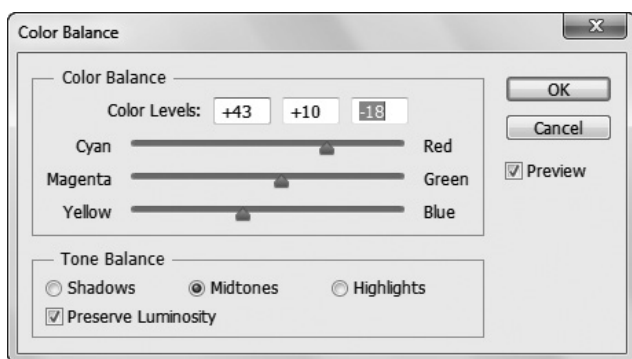 Color Balance
Color Balance
Color Levels: +43 +10 -18
Cyan Red
Magenta Green
Yellow Blue
Tone Balance
Shadows Midtones Highlights
Preserve Luminosity
OK
Cancel
Preview